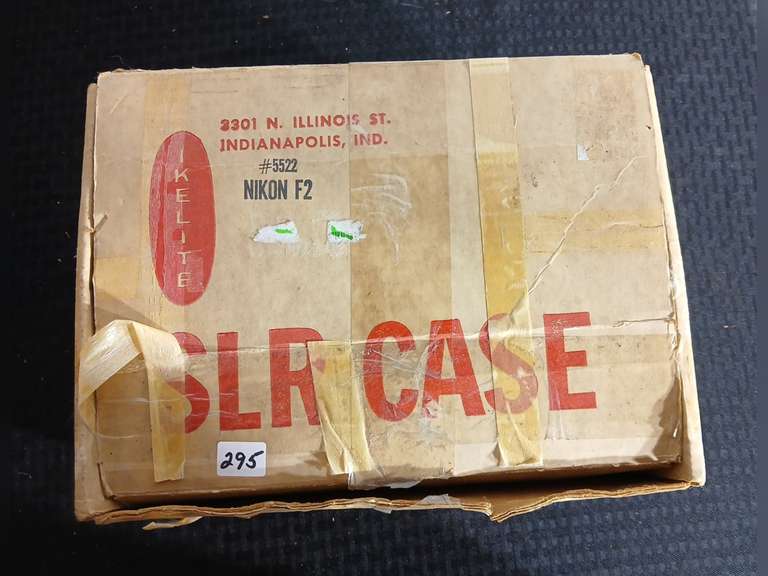 3301 N. ILLINOIS ST.
INDIANAPOLIS, IND.
#5522
NIKON F2
IKELITE
SLR CASE
295